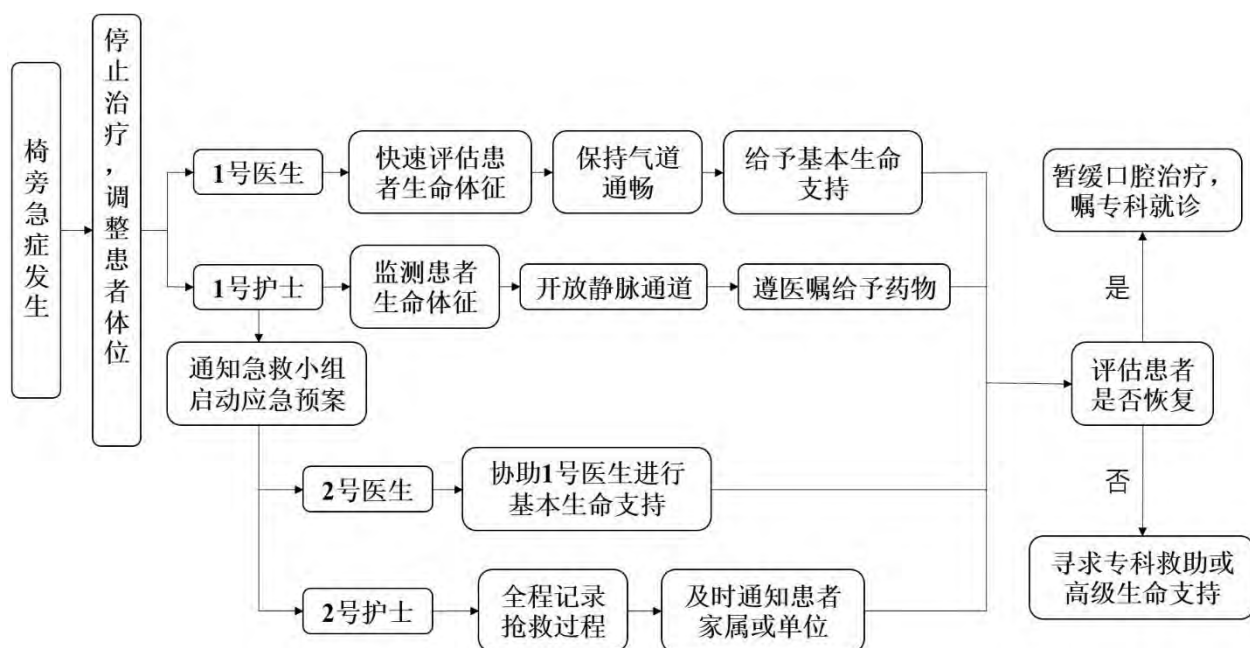 椅旁急症发生
停止治疗，调整患者体位
1号医生
快速评估患
者生命体征
保持气道
通畅
给予基本生命
支持
1号护士
监测患者
生命体征
开放静脉通道
遵医嘱给予药物
通知急救小组
启动应急预案
2号医生
协助1号医生进行
基本生命支持
2号护士
全程记录
抢救过程
及时通知患者
家属或单位
评估患者
是否恢复
是
暂缓口腔治疗，
嘱专科就诊
否
寻求专科救助或
高级生命支持